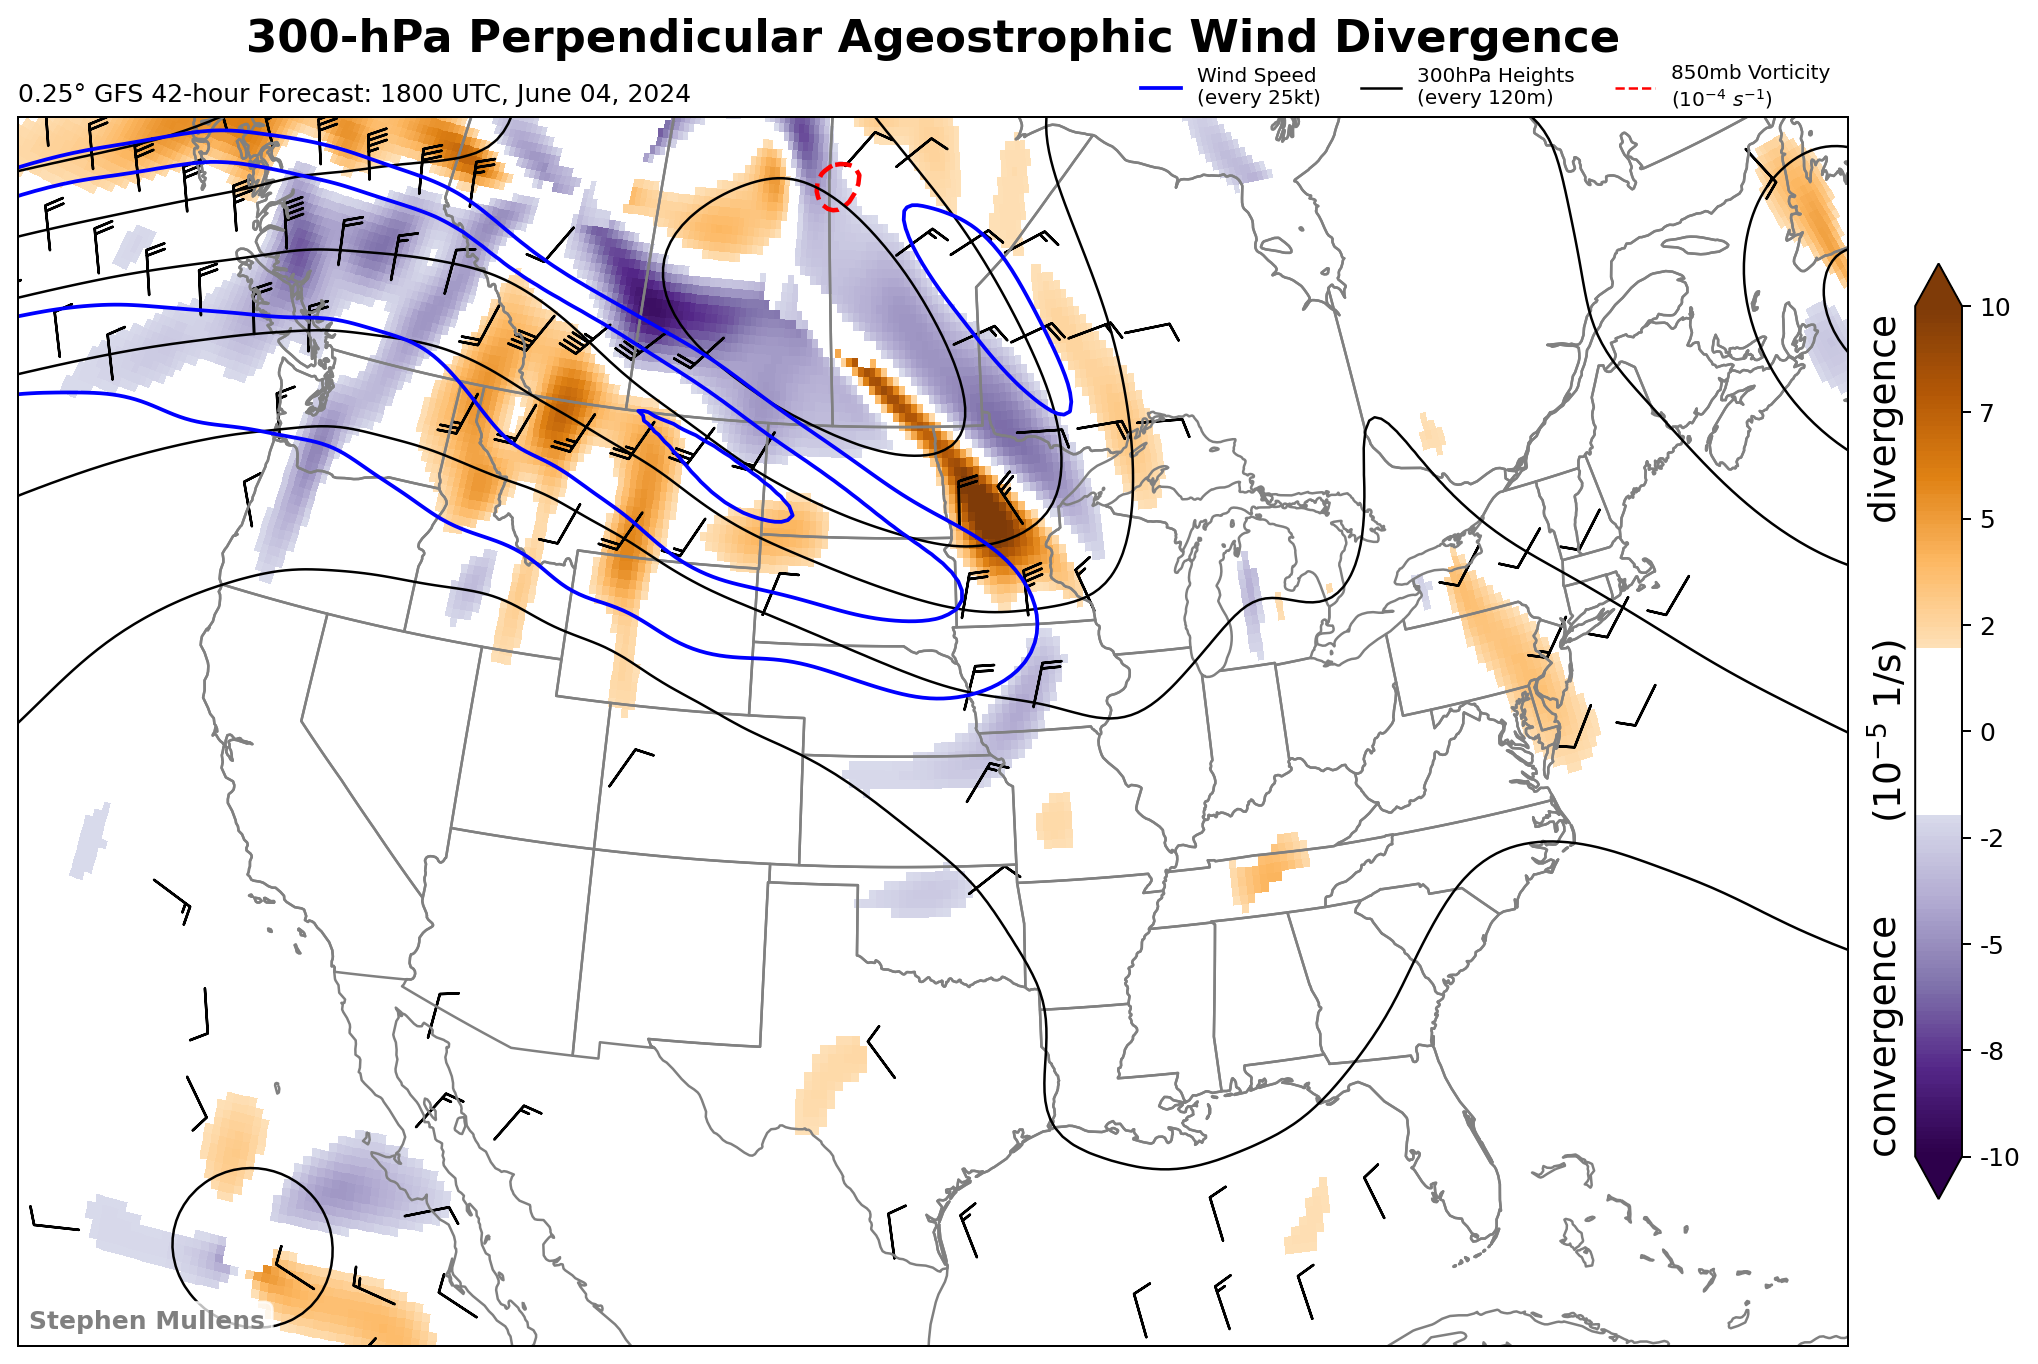 300-hPa Perpendicular Ageostrophic Wind Divergence
0.25° GFS 42-hour Forecast: 1800 UTC, June 04, 2024
Wind Speed
(every 25kt)
300hPa Heights
(every 120m)
850mb Vorticity
(10⁻⁴ s⁻¹)
10
7
5
2
0
-2
-5
-8
-10
convergence (10⁻⁵ 1/s) divergence
Stephen Mullens